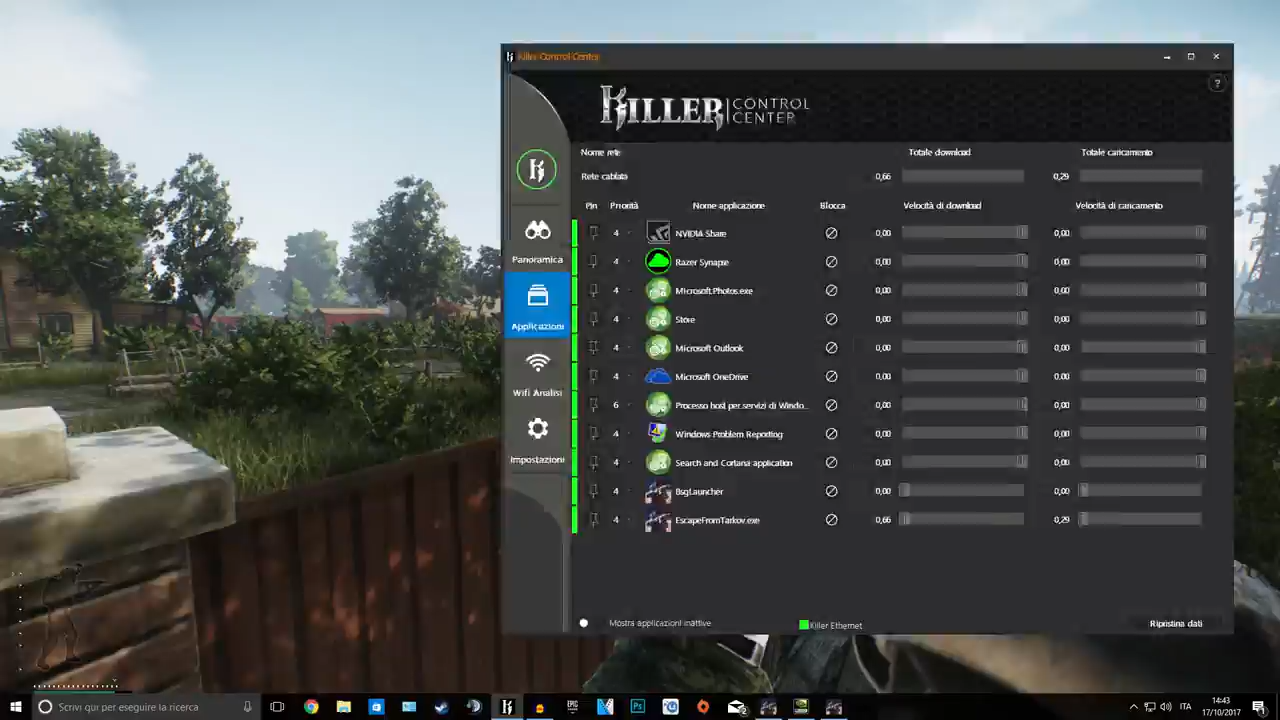 Killer Control Center
KILLER CONTROL CENTER
?
Nome rete Totale download Totale caricamento
Rete cablata 0,66 0,29
Pin Priorità Nome applicazione Blocca Velocità di download Velocità di caricamento
4 NVIDIA Share 0,00 0,00
4 Razer Synapse 0,00 0,00
4 Microsoft.Photos.exe 0,00 0,00
4 Store 0,00 0,00
4 Microsoft Outlook 0,00 0,00
4 Microsoft OneDrive 0,00 0,00
6 Processo host per servizi di Windo... 0,00 0,00
4 Windows Problem Reporting 0,00 0,00
4 Search and Cortana application 0,00 0,00
4 BsgLauncher 0,00 0,00
4 EscapeFromTarkov.exe 0,66 0,29
Panoramica
Applicazioni
Wifi Analisi
Impostazioni
Mostra applicazioni inattive Killer Ethernet Ripristina dati
Scrivi qui per eseguire la ricerca
EPIC
Ps
ITA
14:43
17/10/2017